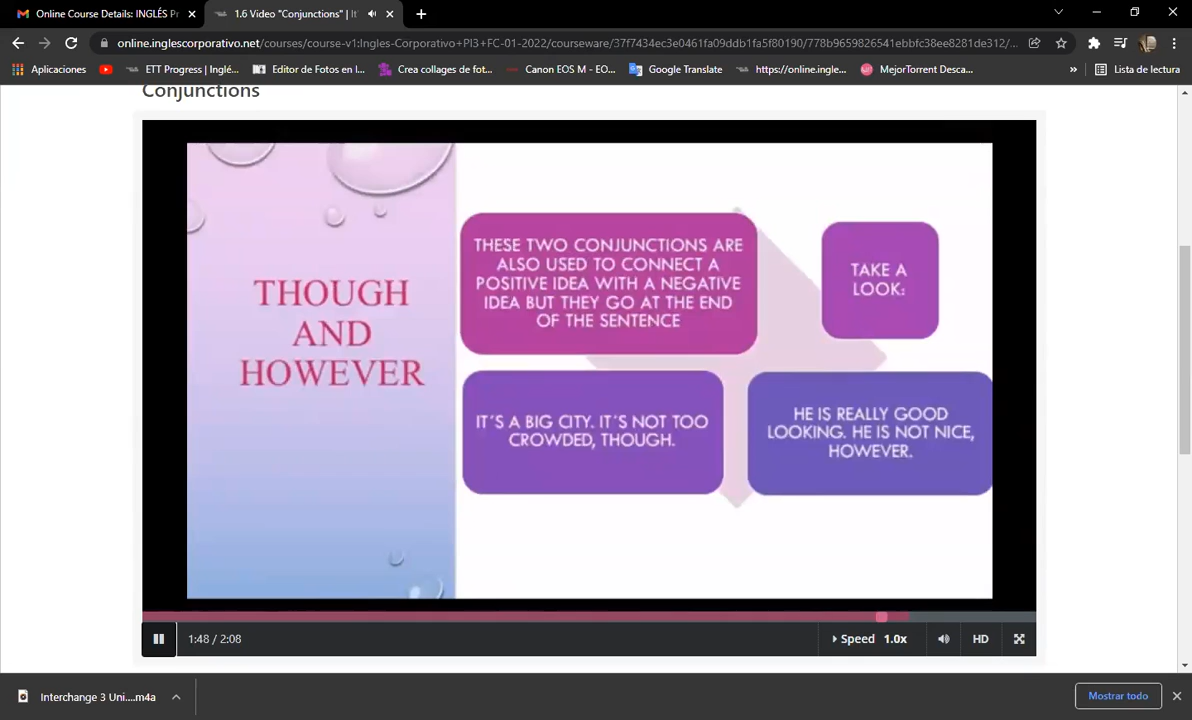 Online Course Details: INGLÉS Pr
1.6 Video "Conjunctions" | It
online.inglescorporativo.net/courses/course-v1:Ingles-Corporativo+PI3+FC-01-2022/courseware/37f7434ec3e0461fa09ddb1fa5f80190/778b9659826541ebbfc38ee8281de312/...
Aplicaciones
ETT Progress | Inglé...
Editor de Fotos en l...
Crea collages de fot...
Canon EOS M - EO...
Google Translate
https://online.ingle...
MejorTorrent Desca...
»
Lista de lectura
Conjunctions
THOUGH
AND
HOWEVER
THESE TWO CONJUNCTIONS ARE
ALSO USED TO CONNECT A
POSITIVE IDEA WITH A NEGATIVE
IDEA BUT THEY GO AT THE END
OF THE SENTENCE
TAKE A
LOOK:
IT´S A BIG CITY. IT´S NOT TOO
CROWDED, THOUGH.
HE IS REALLY GOOD
LOOKING. HE IS NOT NICE,
HOWEVER.
1:48 / 2:08
Speed 1.0x
HD
Interchange 3 Uni....m4a
Mostrar todo